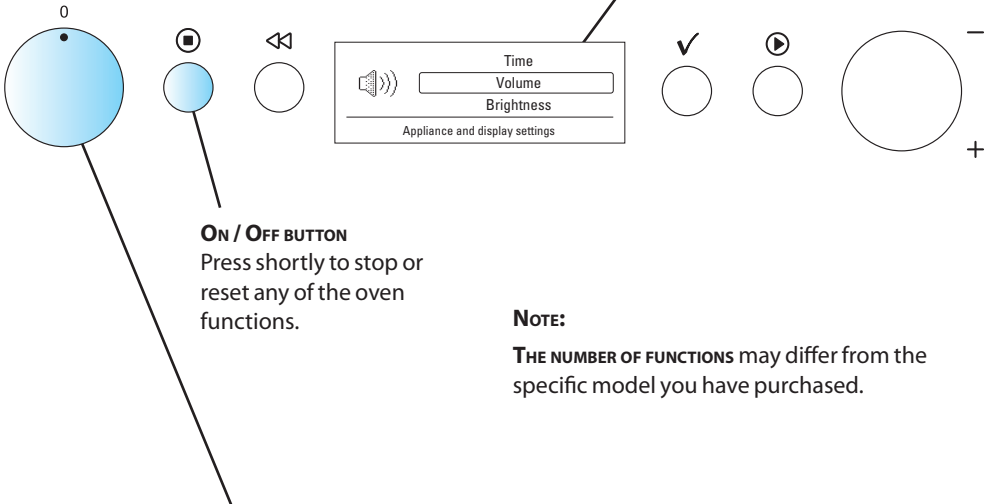 0
Time
Volume
Brightness
Appliance and display settings
−
+
ON / OFF BUTTON
Press shortly to stop or
reset any of the oven
functions.
NOTE:
THE NUMBER OF FUNCTIONS may differ from the
specific model you have purchased.